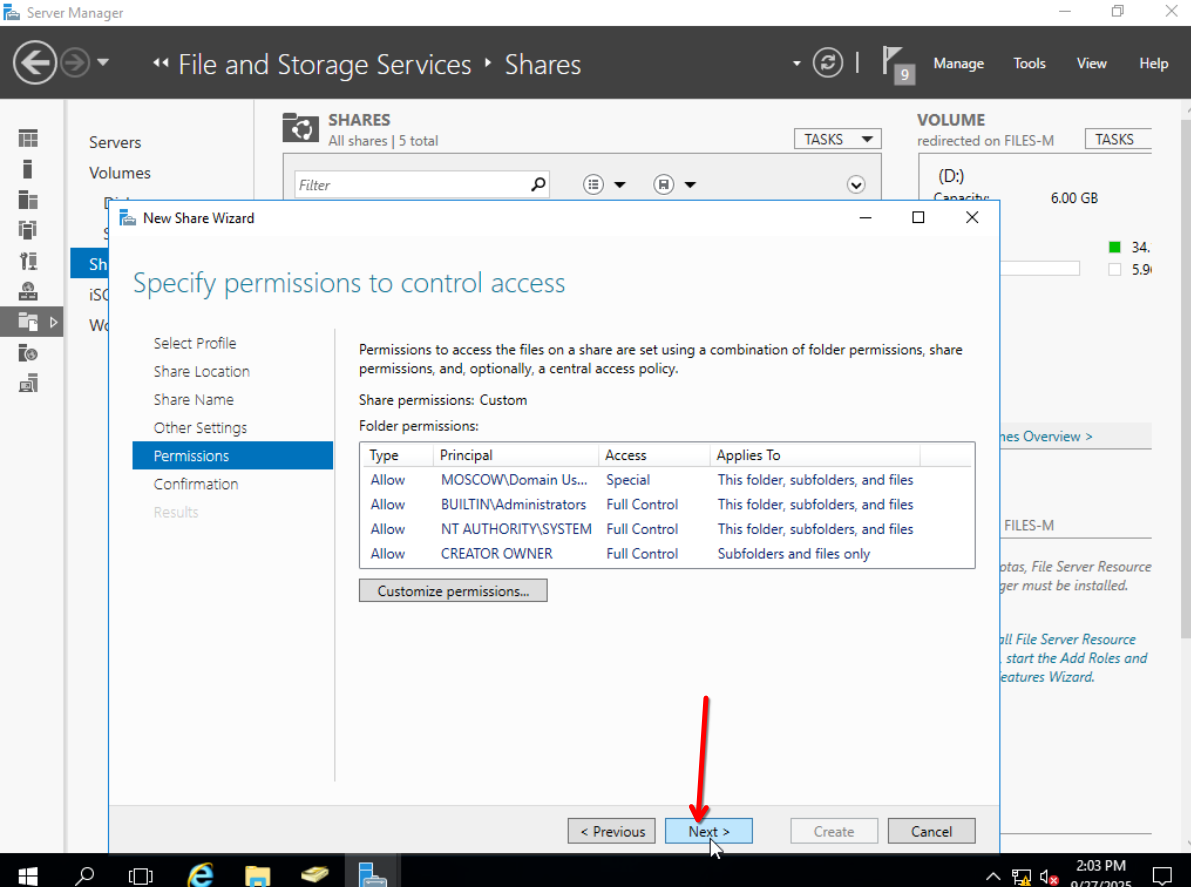 Server Manager
File and Storage Services
Shares
9
Manage
Tools
View
Help
Servers
Volumes
iSC
SHARES
All shares | 5 total
TASKS
Filter
VOLUME
redirected on FILES-M
TASKS
(D:)
Capacity:
6.00 GB
34.
5.9
New Share Wizard
Specify permissions to control access
Select Profile
Share Location
Share Name
Other Settings
Permissions
Confirmation
Results
Permissions to access the files on a share are set using a combination of folder permissions, share
permissions, and, optionally, a central access policy.
Share permissions: Custom
Folder permissions:
Type Principal Access Applies To
Allow MOSCOW\Domain Us... Special This folder, subfolders, and files
Allow BUILTIN\Administrators Full Control This folder, subfolders, and files
Allow NT AUTHORITY\SYSTEM Full Control This folder, subfolders, and files
Allow CREATOR OWNER Full Control Subfolders and files only
Customize permissions...
nes Overview >
FILES-M
otas, File Server Resource
ger must be installed.
all File Server Resource
, start the Add Roles and
eatures Wizard.
< Previous
Next >
Create
Cancel
2:03 PM
9/27/2025